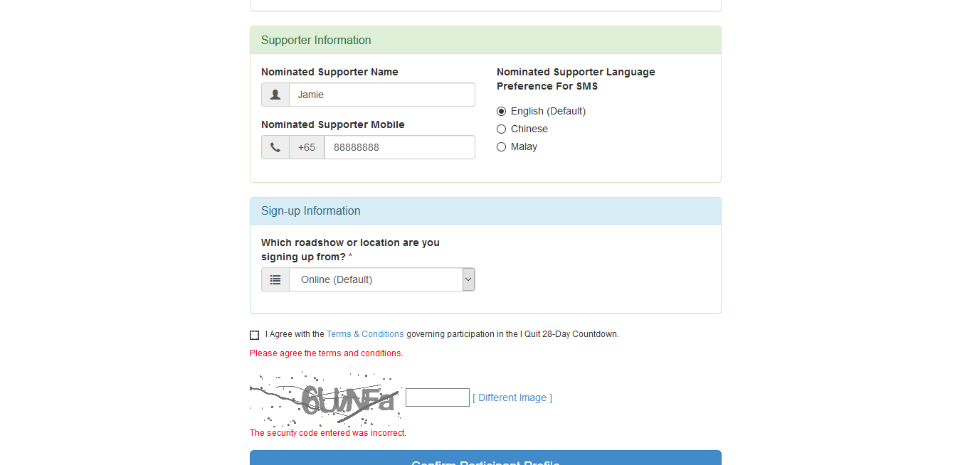 Supporter Information
Nominated Supporter Name
Jamie
Nominated Supporter Mobile
+65 88888888
Nominated Supporter Language
Preference For SMS
English (Default)
Chinese
Malay
Sign-up Information
Which roadshow or location are you
signing up from? *
Online (Default)
I Agree with the Terms & Conditions governing participation in the I Quit 28-Day Countdown.
Please agree the terms and conditions.
[ Different Image ]
The security code entered was incorrect.
Confirm Participant Profile